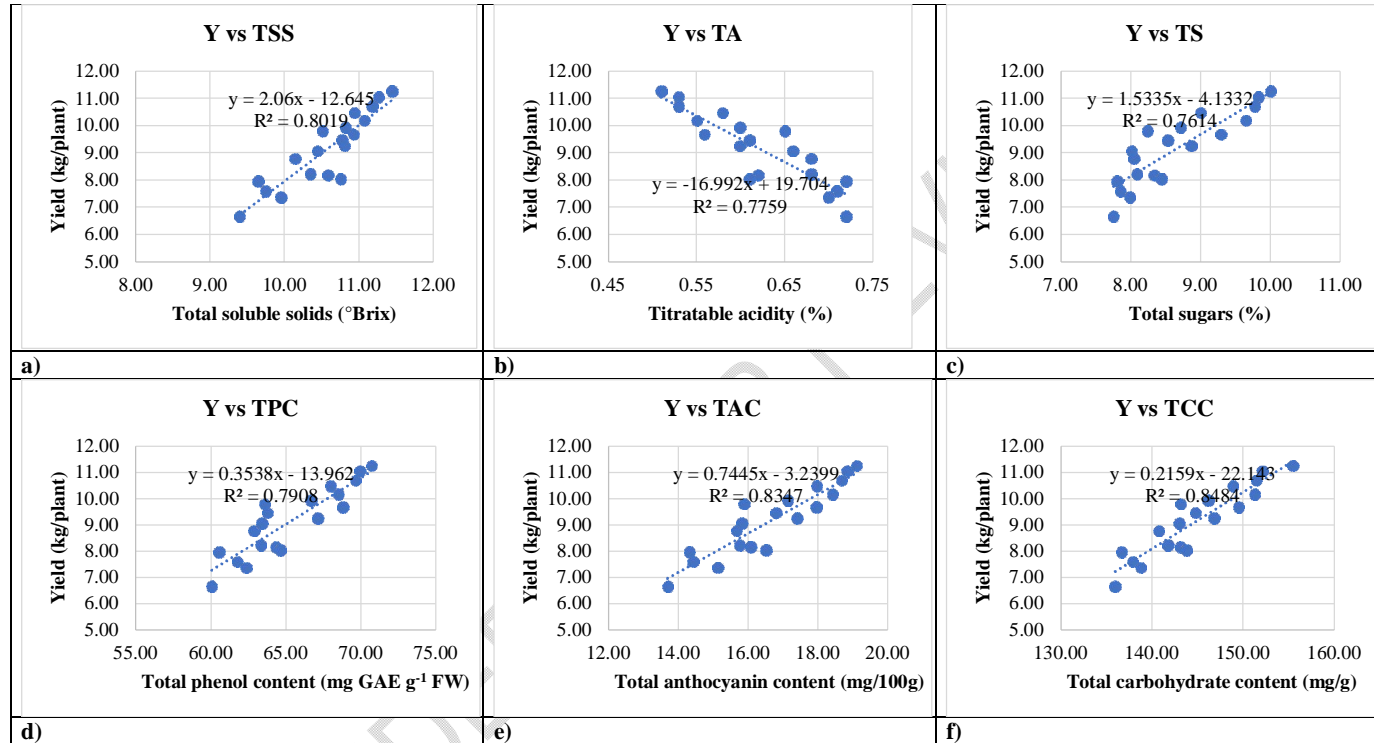 Y vs TSS
12.00
11.00
10.00
9.00
8.00
7.00
6.00
5.00
Yield (kg/plant)
y = 2.06x - 12.645
R² = 0.8019
8.00 9.00 10.00 11.00 12.00
Total soluble solids (°Brix)
a)
Y vs TA
12.00
11.00
10.00
9.00
8.00
7.00
6.00
5.00
Yield (kg/plant)
y = -16.992x + 19.704
R² = 0.7759
0.45 0.55 0.65 0.75
Titratable acidity (%)
b)
Y vs TS
12.00
11.00
10.00
9.00
8.00
7.00
6.00
5.00
Yield (kg/plant)
y = 1.5335x - 4.1332
R² = 0.7614
7.00 8.00 9.00 10.00 11.00
Total sugars (%)
c)
Y vs TPC
12.00
11.00
10.00
9.00
8.00
7.00
6.00
5.00
Yield (kg/plant)
y = 0.3538x - 13.962
R² = 0.7908
55.00 60.00 65.00 70.00 75.00
Total phenol content (mg GAE g⁻¹ FW)
d)
Y vs TAC
12.00
11.00
10.00
9.00
8.00
7.00
6.00
5.00
Yield (kg/plant)
y = 0.7445x - 3.2399
R² = 0.8347
12.00 14.00 16.00 18.00 20.00
Total anthocyanin content (mg/100g)
e)
Y vs TCC
12.00
11.00
10.00
9.00
8.00
7.00
6.00
5.00
Yield (kg/plant)
y = 0.2159x - 22.143
R² = 0.8484
130.00 140.00 150.00 160.00
Total carbohydrate content (mg/g)
f)